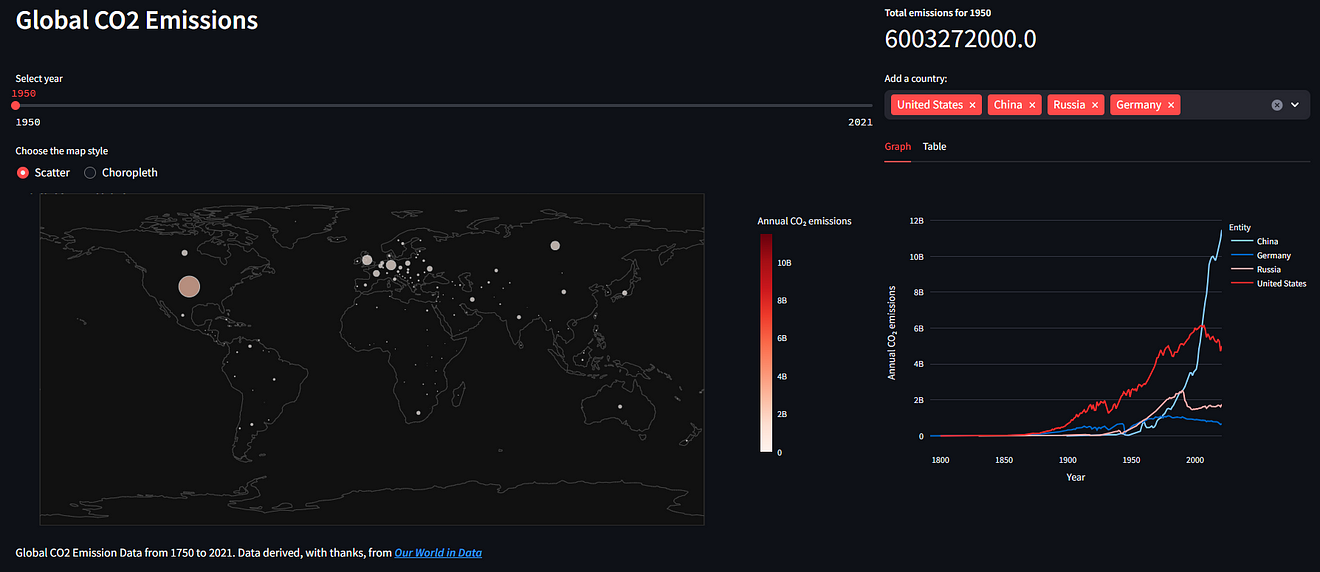 Global CO2 Emissions
Select year
1950
1950 2021
Choose the map style
Scatter Choropleth
Annual CO₂ emissions
10B
8B
6B
4B
2B
0
Global CO2 Emission Data from 1750 to 2021. Data derived, with thanks, from Our World in Data
Total emissions for 1950
6003272000.0
Add a country:
United States × China × Russia × Germany ×
Graph Table
Annual CO₂ emissions
12B
10B
8B
6B
4B
2B
0
1800 1850 1900 1950 2000
Year
Entity
China
Germany
Russia
United States